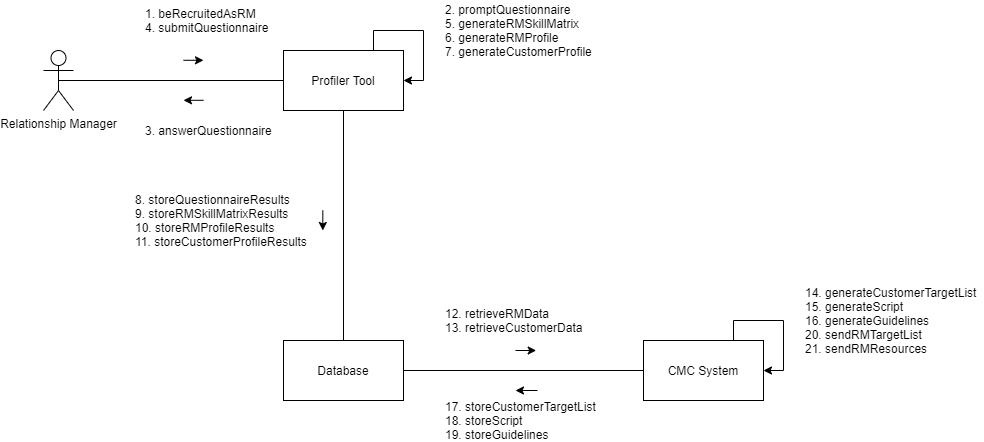 1. beRecruitedAsRM
4. submitQuestionnaire
2. promptQuestionnaire
5. generateRMSkillMatrix
6. generateRMProfile
7. generateCustomerProfile
Profiler Tool
Relationship Manager
3. answerQuestionnaire
8. storeQuestionnaireResults
9. storeRMSkillMatrixResults
10. storeRMProfileResults
11. storeCustomerProfileResults
12. retrieveRMData
13. retrieveCustomerData
14. generateCustomerTargetList
15. generateScript
16. generateGuidelines
20. sendRMTargetList
21. sendRMResources
Database
CMC System
17. storeCustomerTargetList
18. storeScript
19. storeGuidelines